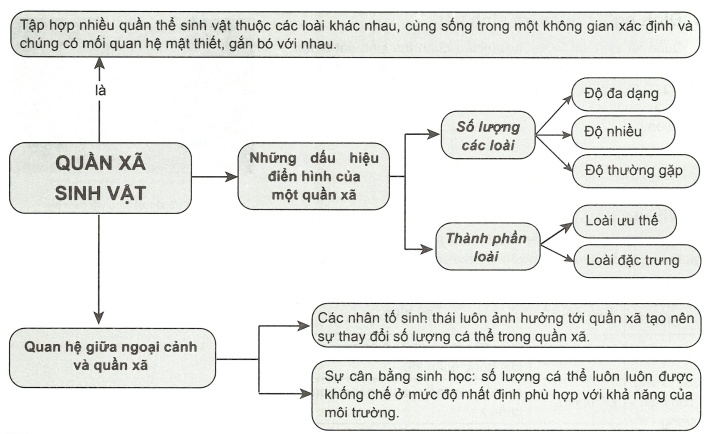 Tập hợp nhiều quần thể sinh vật thuộc các loài khác nhau, cùng sống trong một không gian xác định và
chúng có mối quan hệ mật thiết, gắn bó với nhau.
là
QUẦN XÃ
SINH VẬT
Những dấu hiệu
điển hình của
một quần xã
Số lượng
các loài
Độ đa dạng
Độ nhiều
Độ thường gặp
Thành phần
loài
Loài ưu thế
Loài đặc trưng
Quan hệ giữa ngoại cảnh
và quần xã
Các nhân tố sinh thái luôn ảnh hưởng tới quần xã tạo nên
sự thay đổi số lượng cá thể trong quần xã.
Sự cân bằng sinh học: số lượng cá thể luôn luôn được
khống chế ở mức độ nhất định phù hợp với khả năng của
môi trường.